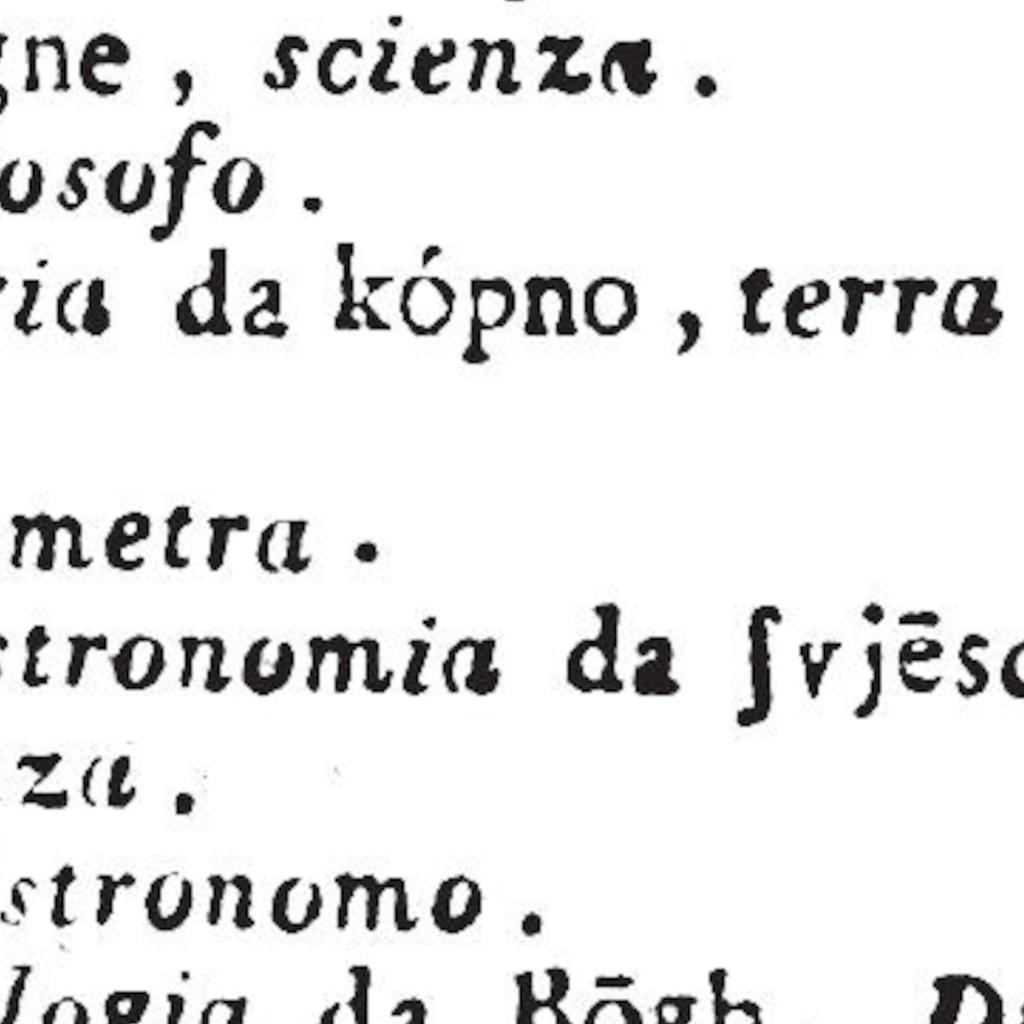 gne, scienza.
osofo.
ria da kópno, terra
metra.
stronomia da ſvjēsc
za.
stronomo.
logia da Bōgh. D